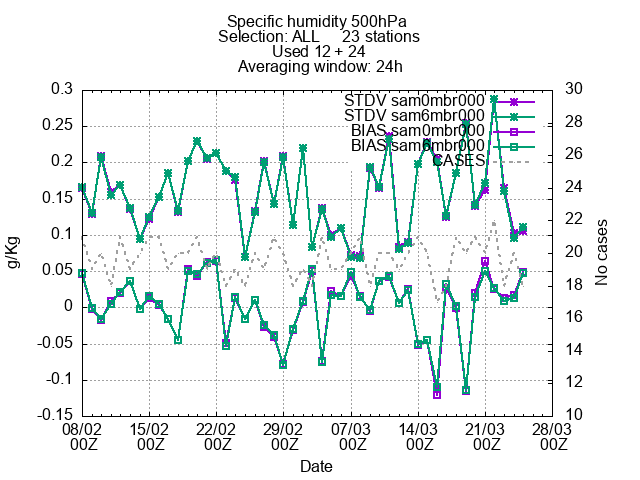 Specific humidity 500hPa
Selection: ALL 23 stations
Used 12 + 24
Averaging window: 24h
0.3
0.25
0.2
0.15
0.1
0.05
0
-0.05
-0.1
-0.15
g/Kg
STDV sam0mbr000
STDV sam6mbr000
BIAS sam0mbr000
BIAS sam6mbr000
CASES
30
28
26
24
22
20
18
16
14
12
10
No cases
08/02 15/02 22/02 29/02 07/03 14/03 21/03 28/03
00Z 00Z 00Z 00Z 00Z 00Z 00Z 00Z
Date